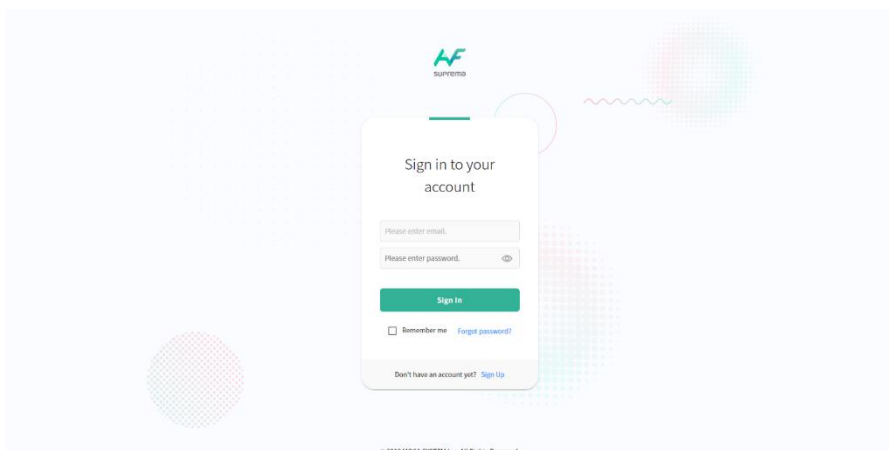 suprema
Sign in to your
account
Please enter email.
Please enter password.
Sign In
Remember me Forgot password?
Don't have an account yet? Sign Up